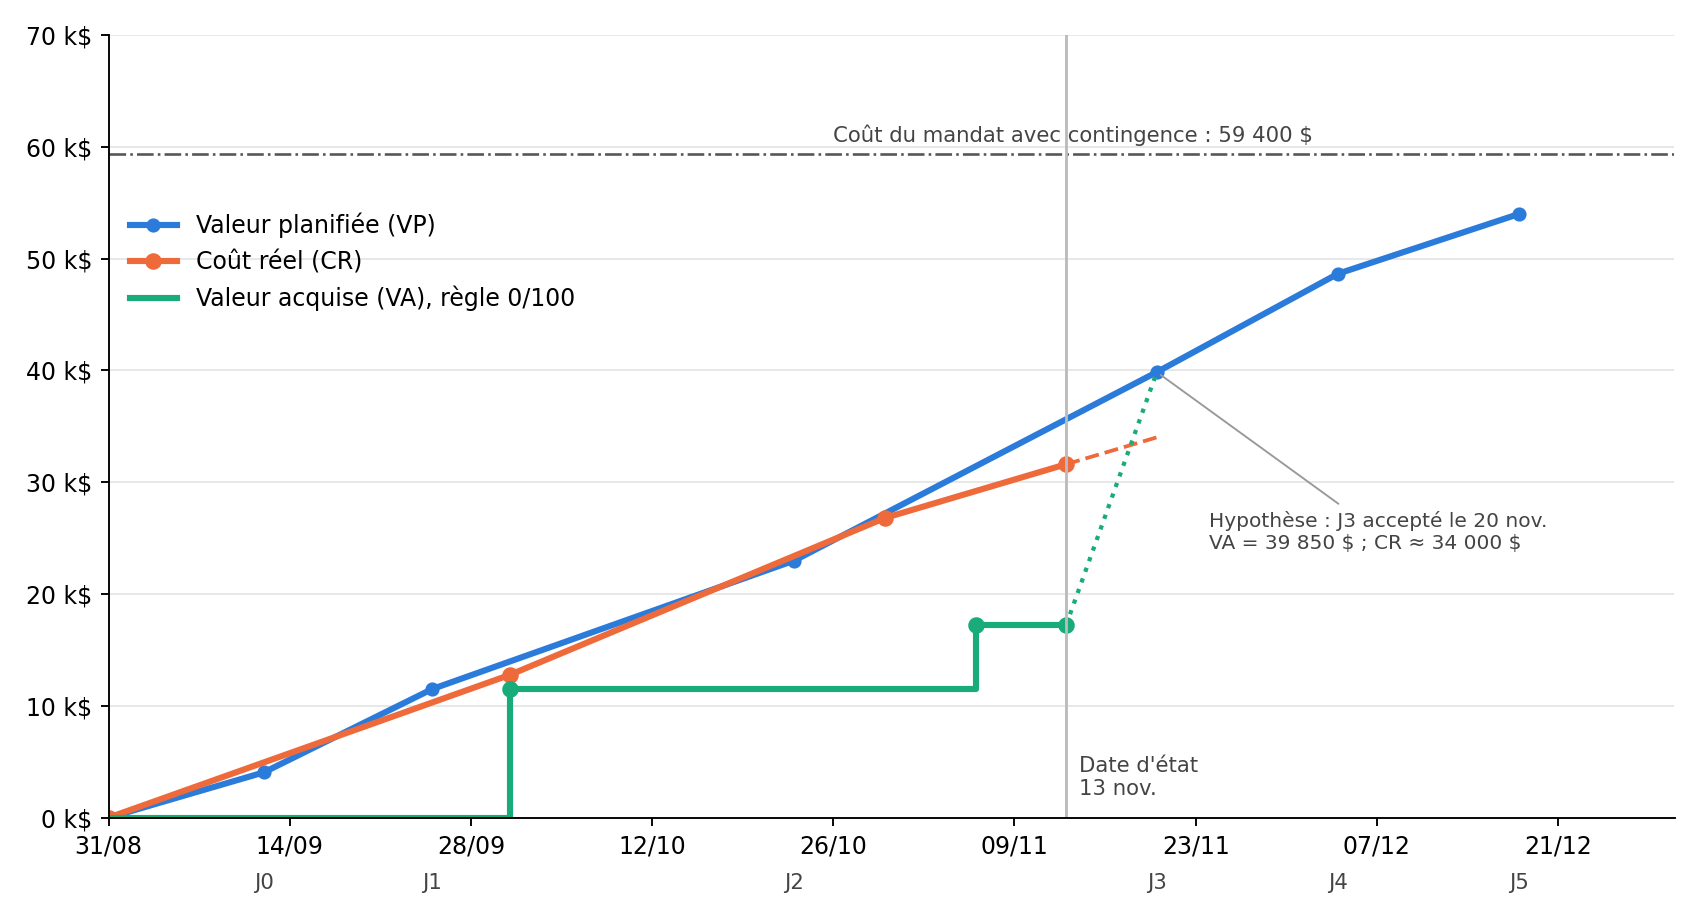 70 k$
60 k$
50 k$
40 k$
30 k$
20 k$
10 k$
0 k$
Coût du mandat avec contingence : 59 400 $
Valeur planifiée (VP)
Coût réel (CR)
Valeur acquise (VA), règle 0/100
Hypothèse : J3 accepté le 20 nov.
VA = 39 850 $ ; CR ≈ 34 000 $
Date d'état
13 nov.
31/08 14/09 28/09 12/10 26/10 09/11 23/11 07/12 21/12
J0 J1 J2 J3 J4 J5